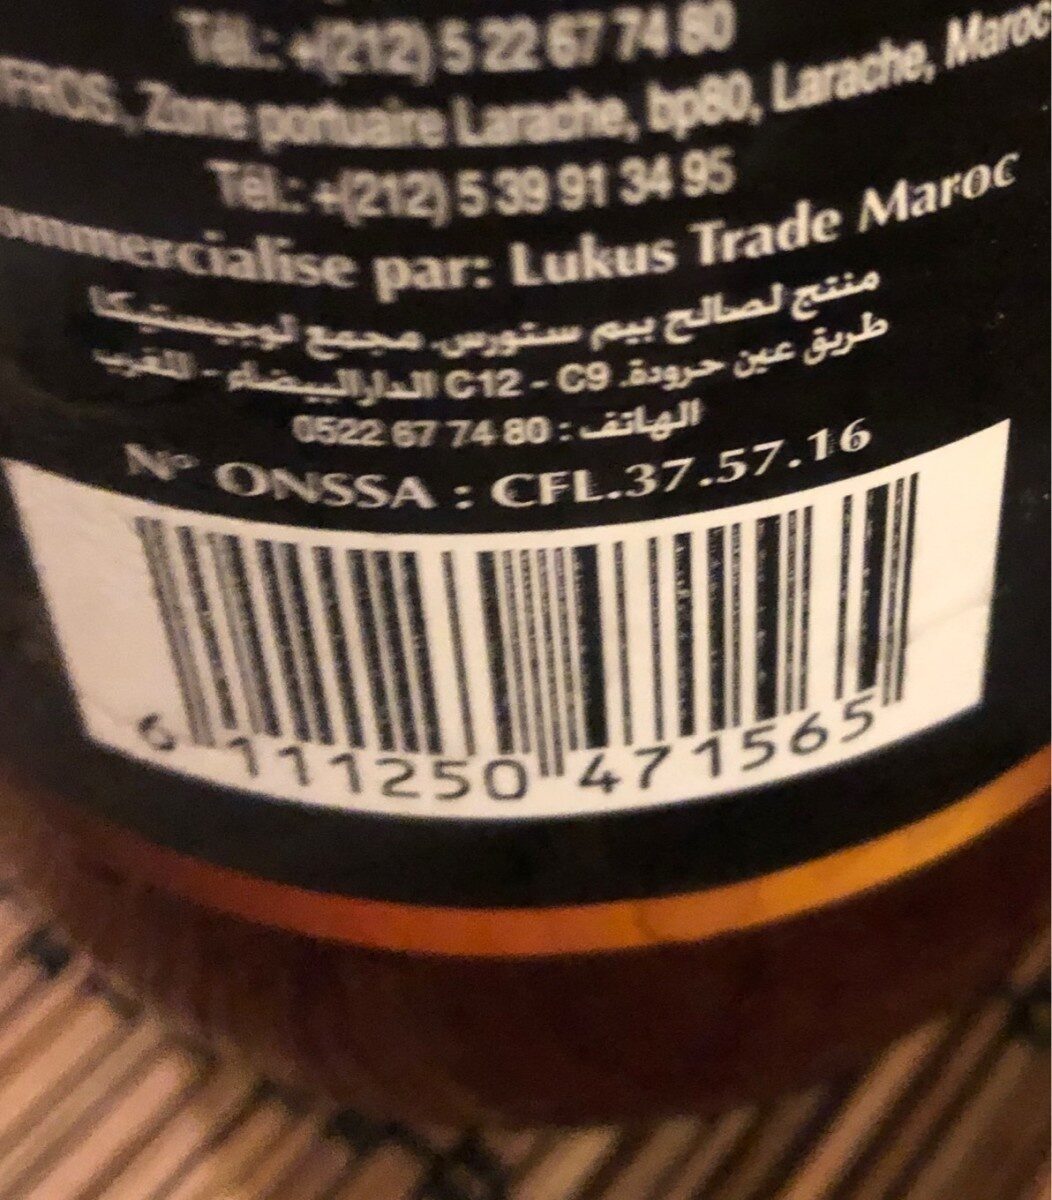 Tél.: +(212) 5 22 67 74 80
Zone portuaire Larache, bp80, Larache, Maroc
Tél.: +(212) 5 39 91 34 95
ommercialise par: Lukus Trade Maroc
منتج لصالح بيم ستورس، مجمع لوجيستيكا
طريق عين حرودة، C12 - C9 الدارالبيضاء - المغرب
الهاتف : 0522 67 74 80
N° ONSSA : CFL.37.57.16
6 111250 471565